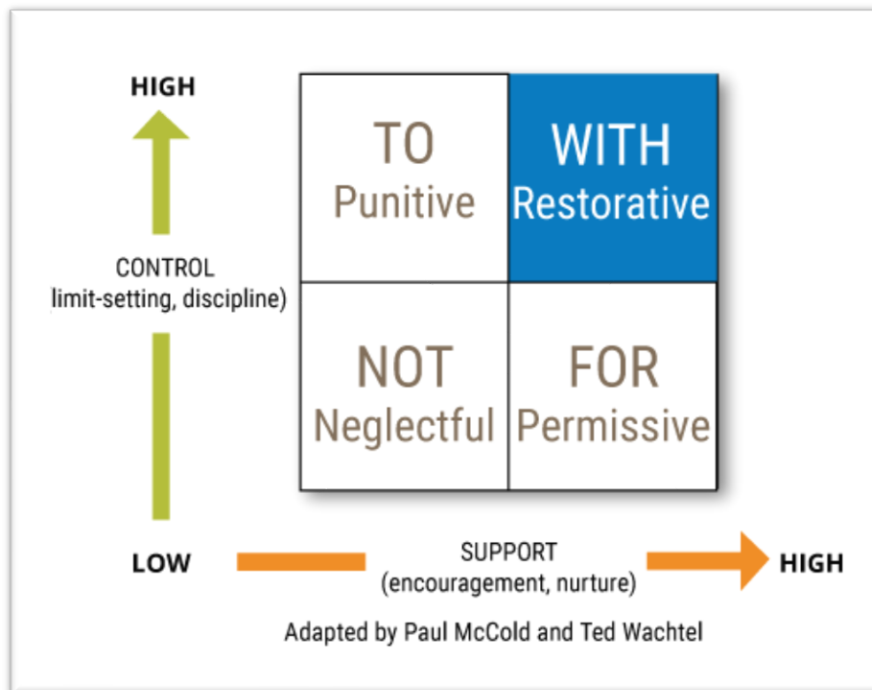 HIGH
TO
Punitive
WITH
Restorative
CONTROL
limit-setting, discipline)
NOT
Neglectful
FOR
Permissive
LOW
SUPPORT
(encouragement, nurture)
HIGH
Adapted by Paul McCold and Ted Wachtel